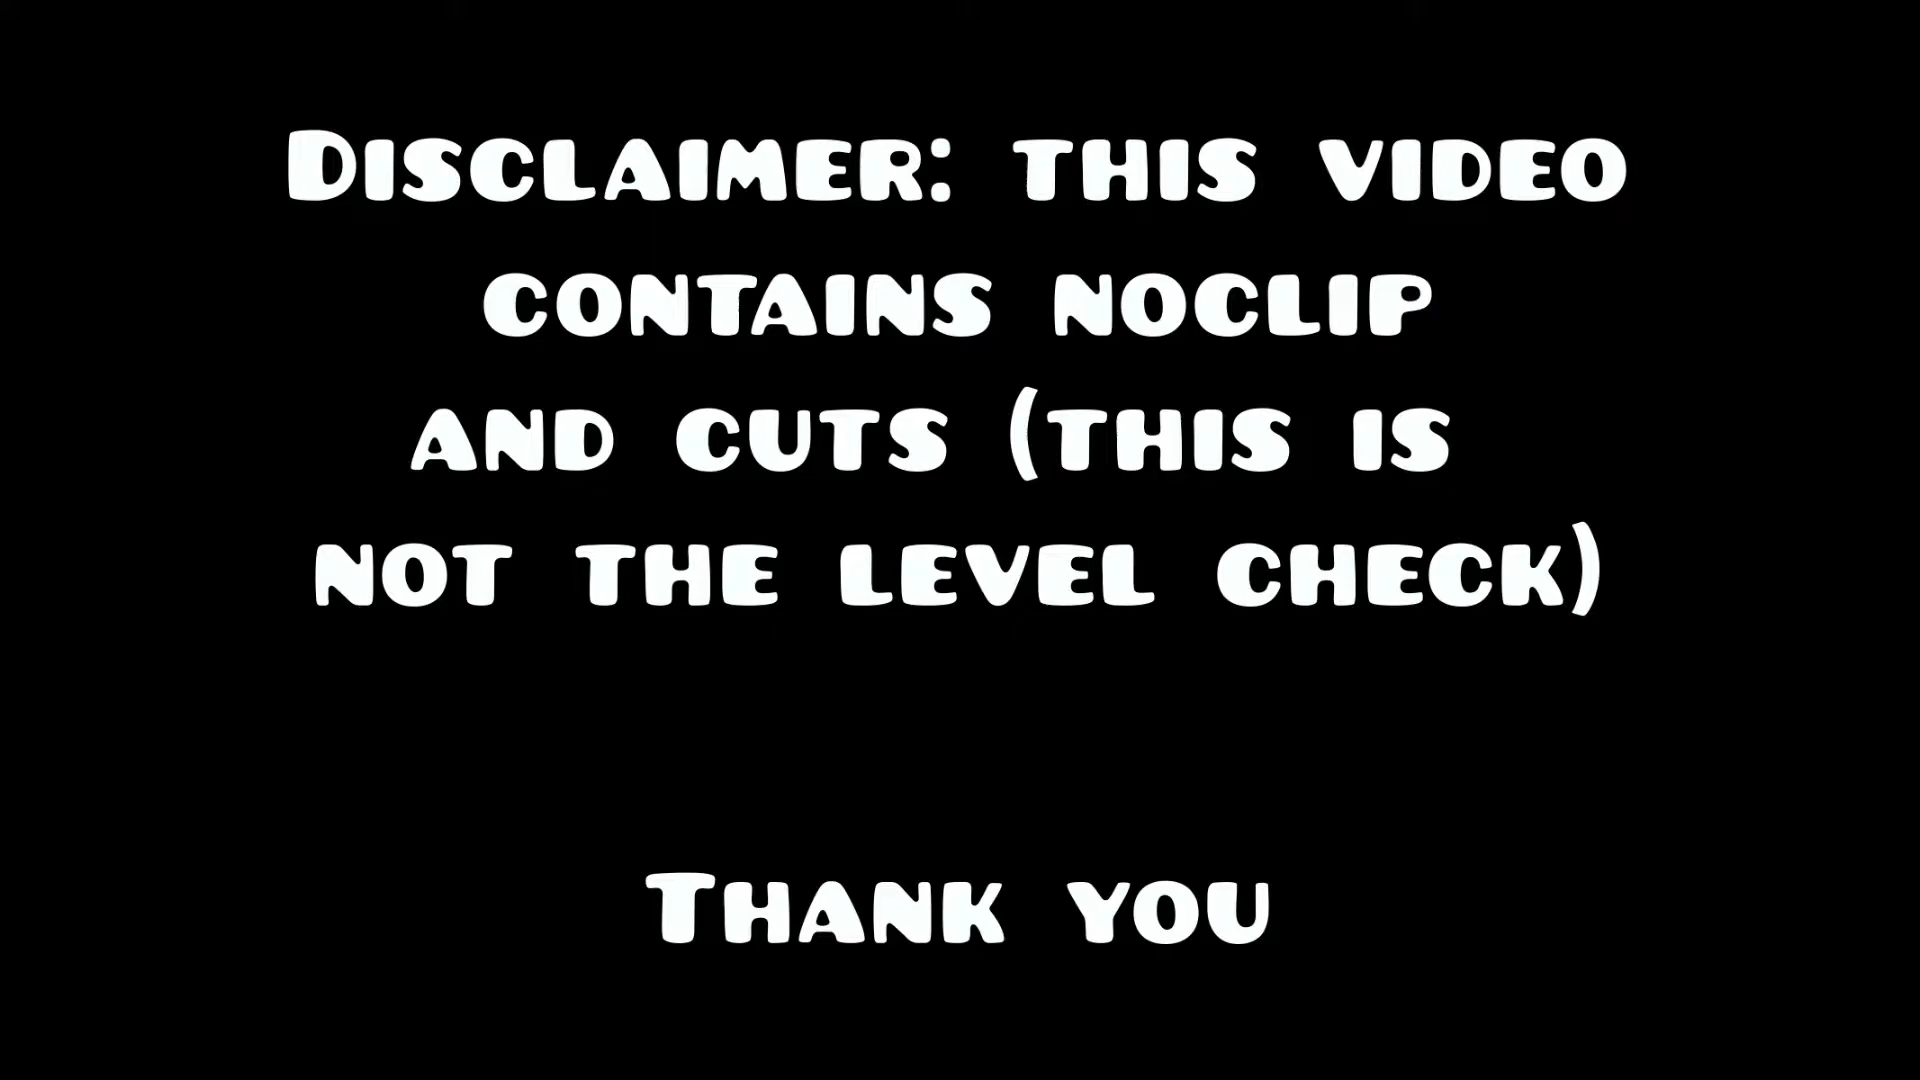 Disclaimer: this video
contains noclip
and cuts (this is
not the level check)
Thank you